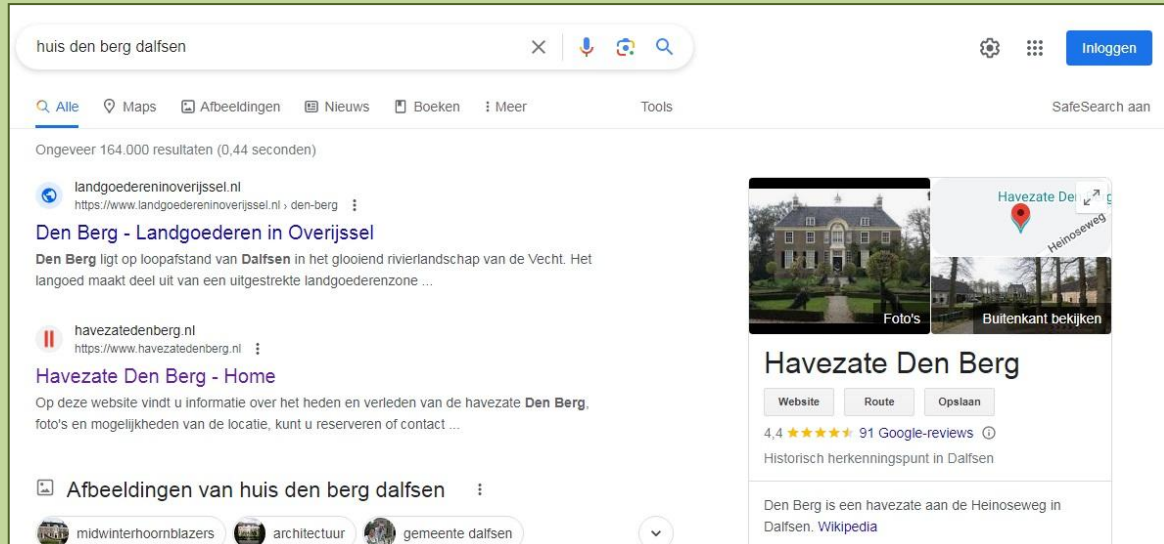 huis den berg dalfsen
Inloggen
Alle
Maps
Afbeeldingen
Nieuws
Boeken
Meer
Tools
SafeSearch aan
Ongeveer 164.000 resultaten (0,44 seconden)
landgoedereninoverijssel.nl
https://www.landgoedereninoverijssel.nl › den-berg
Den Berg - Landgoederen in Overijssel
Den Berg ligt op loopafstand van Dalfsen in het glooiend rivierlandschap van de Vecht. Het
langoed maakt deel uit van een uitgestrekte landgoederenzone ...
havezatedenberg.nl
https://www.havezatedenberg.nl
Havezate Den Berg - Home
Op deze website vindt u informatie over het heden en verleden van de havezate Den Berg,
foto's en mogelijkheden van de locatie, kunt u reserveren of contact ...
Afbeeldingen van huis den berg dalfsen
midwinterhoornblazers
architectuur
gemeente dalfsen
Havezate Den
Heinoseweg
Foto's
Buitenkant bekijken
Havezate Den Berg
Website
Route
Opslaan
4,4 91 Google-reviews
Historisch herkenningspunt in Dalfsen
Den Berg is een havezate aan de Heinoseweg in
Dalfsen. Wikipedia